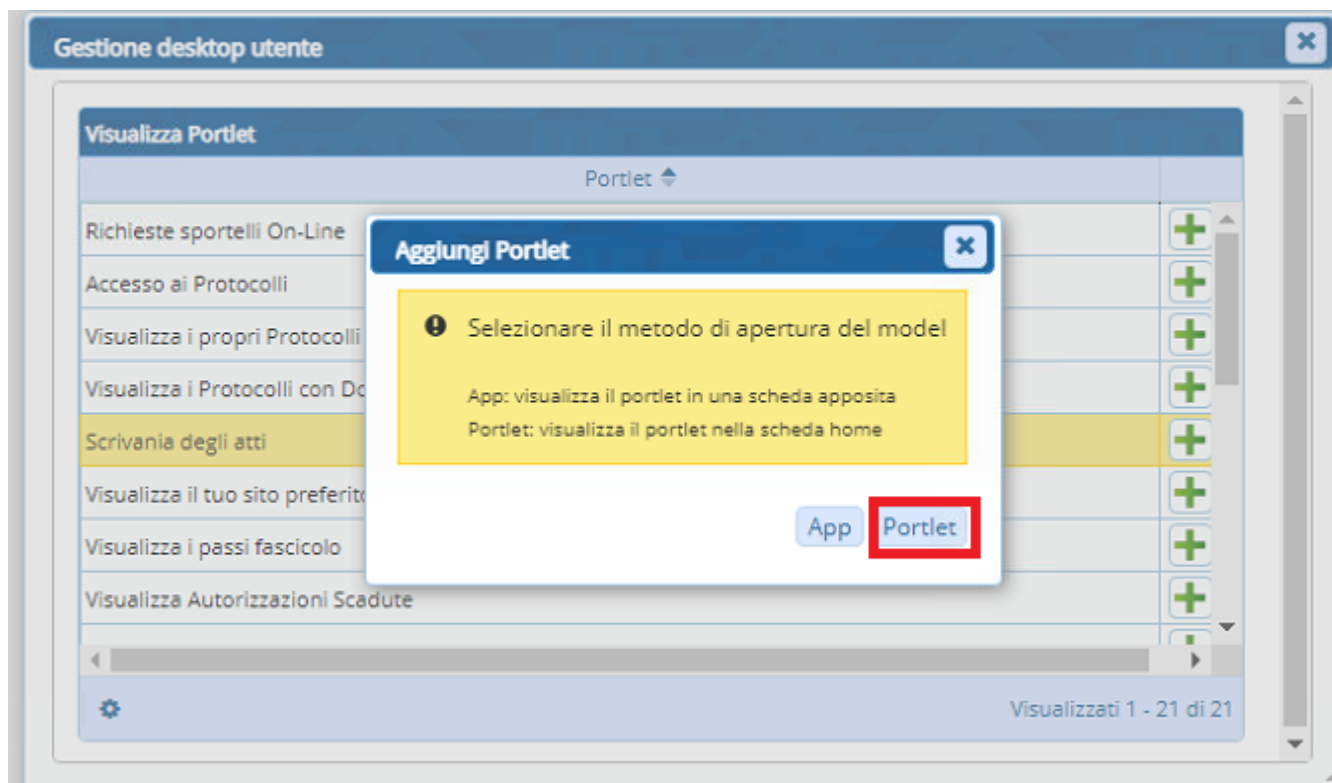 Gestione desktop utente
Visualizza Portlet
Portlet
Richieste sportelli On-Line
Accesso ai Protocolli
Visualizza i propri Protocolli
Visualizza i Protocolli con
Scrivania degli atti
Visualizza il tuo sito preferito
Visualizza i passi fascicolo
Visualizza Autorizzazioni Scadute
Aggiungi Portlet
Selezionare il metodo di apertura del model
App: visualizza il portlet in una scheda apposita
Portlet: visualizza il portlet nella scheda home
App Portlet
Visualizzati 1 - 21 di 21